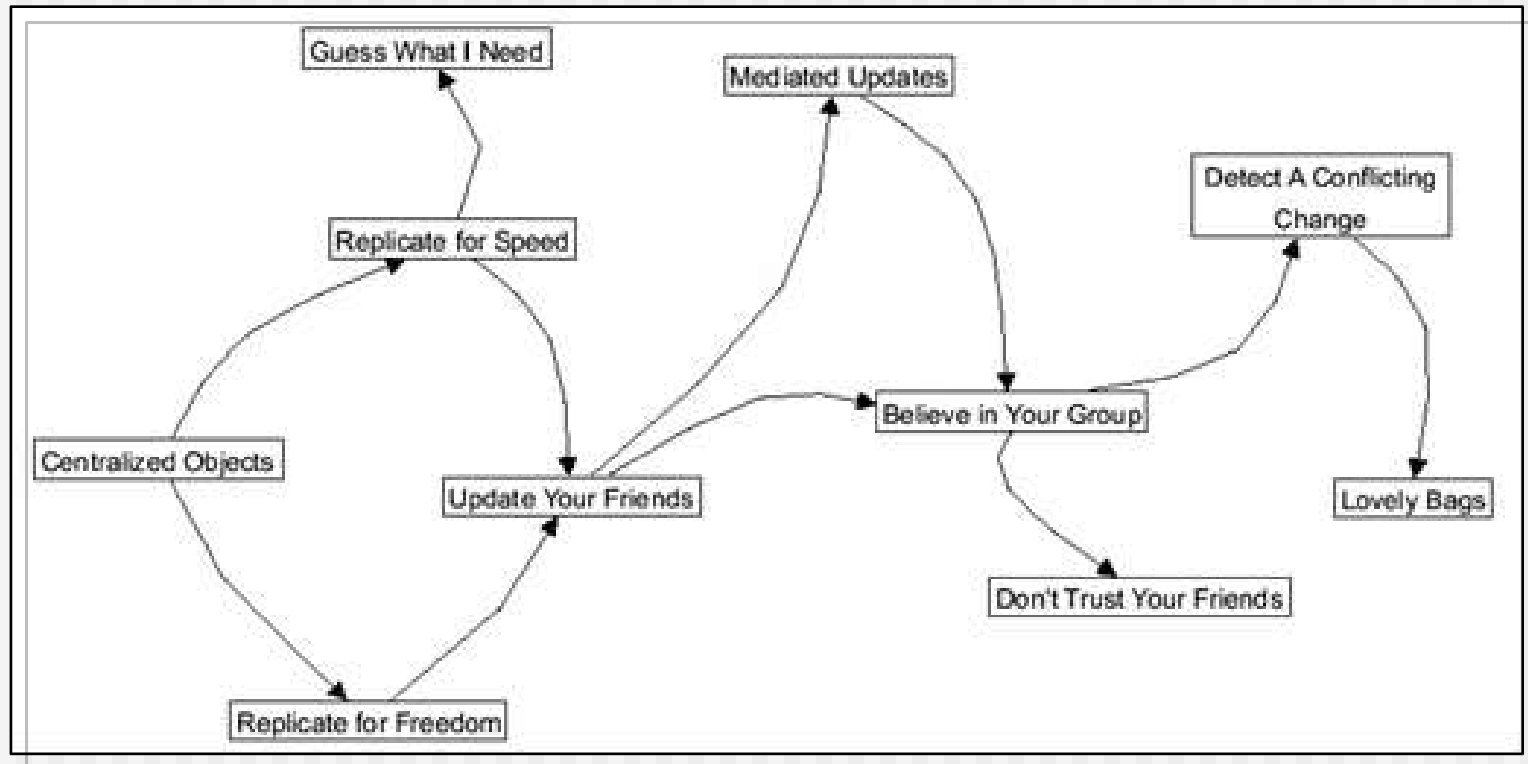 Guess What I Need
Mediated Updates
Detect A Conflicting
Change
Replicate for Speed
Believe in Your Group
Centralized Objects
Update Your Friends
Lovely Bags
Don't Trust Your Friends
Replicate for Freedom